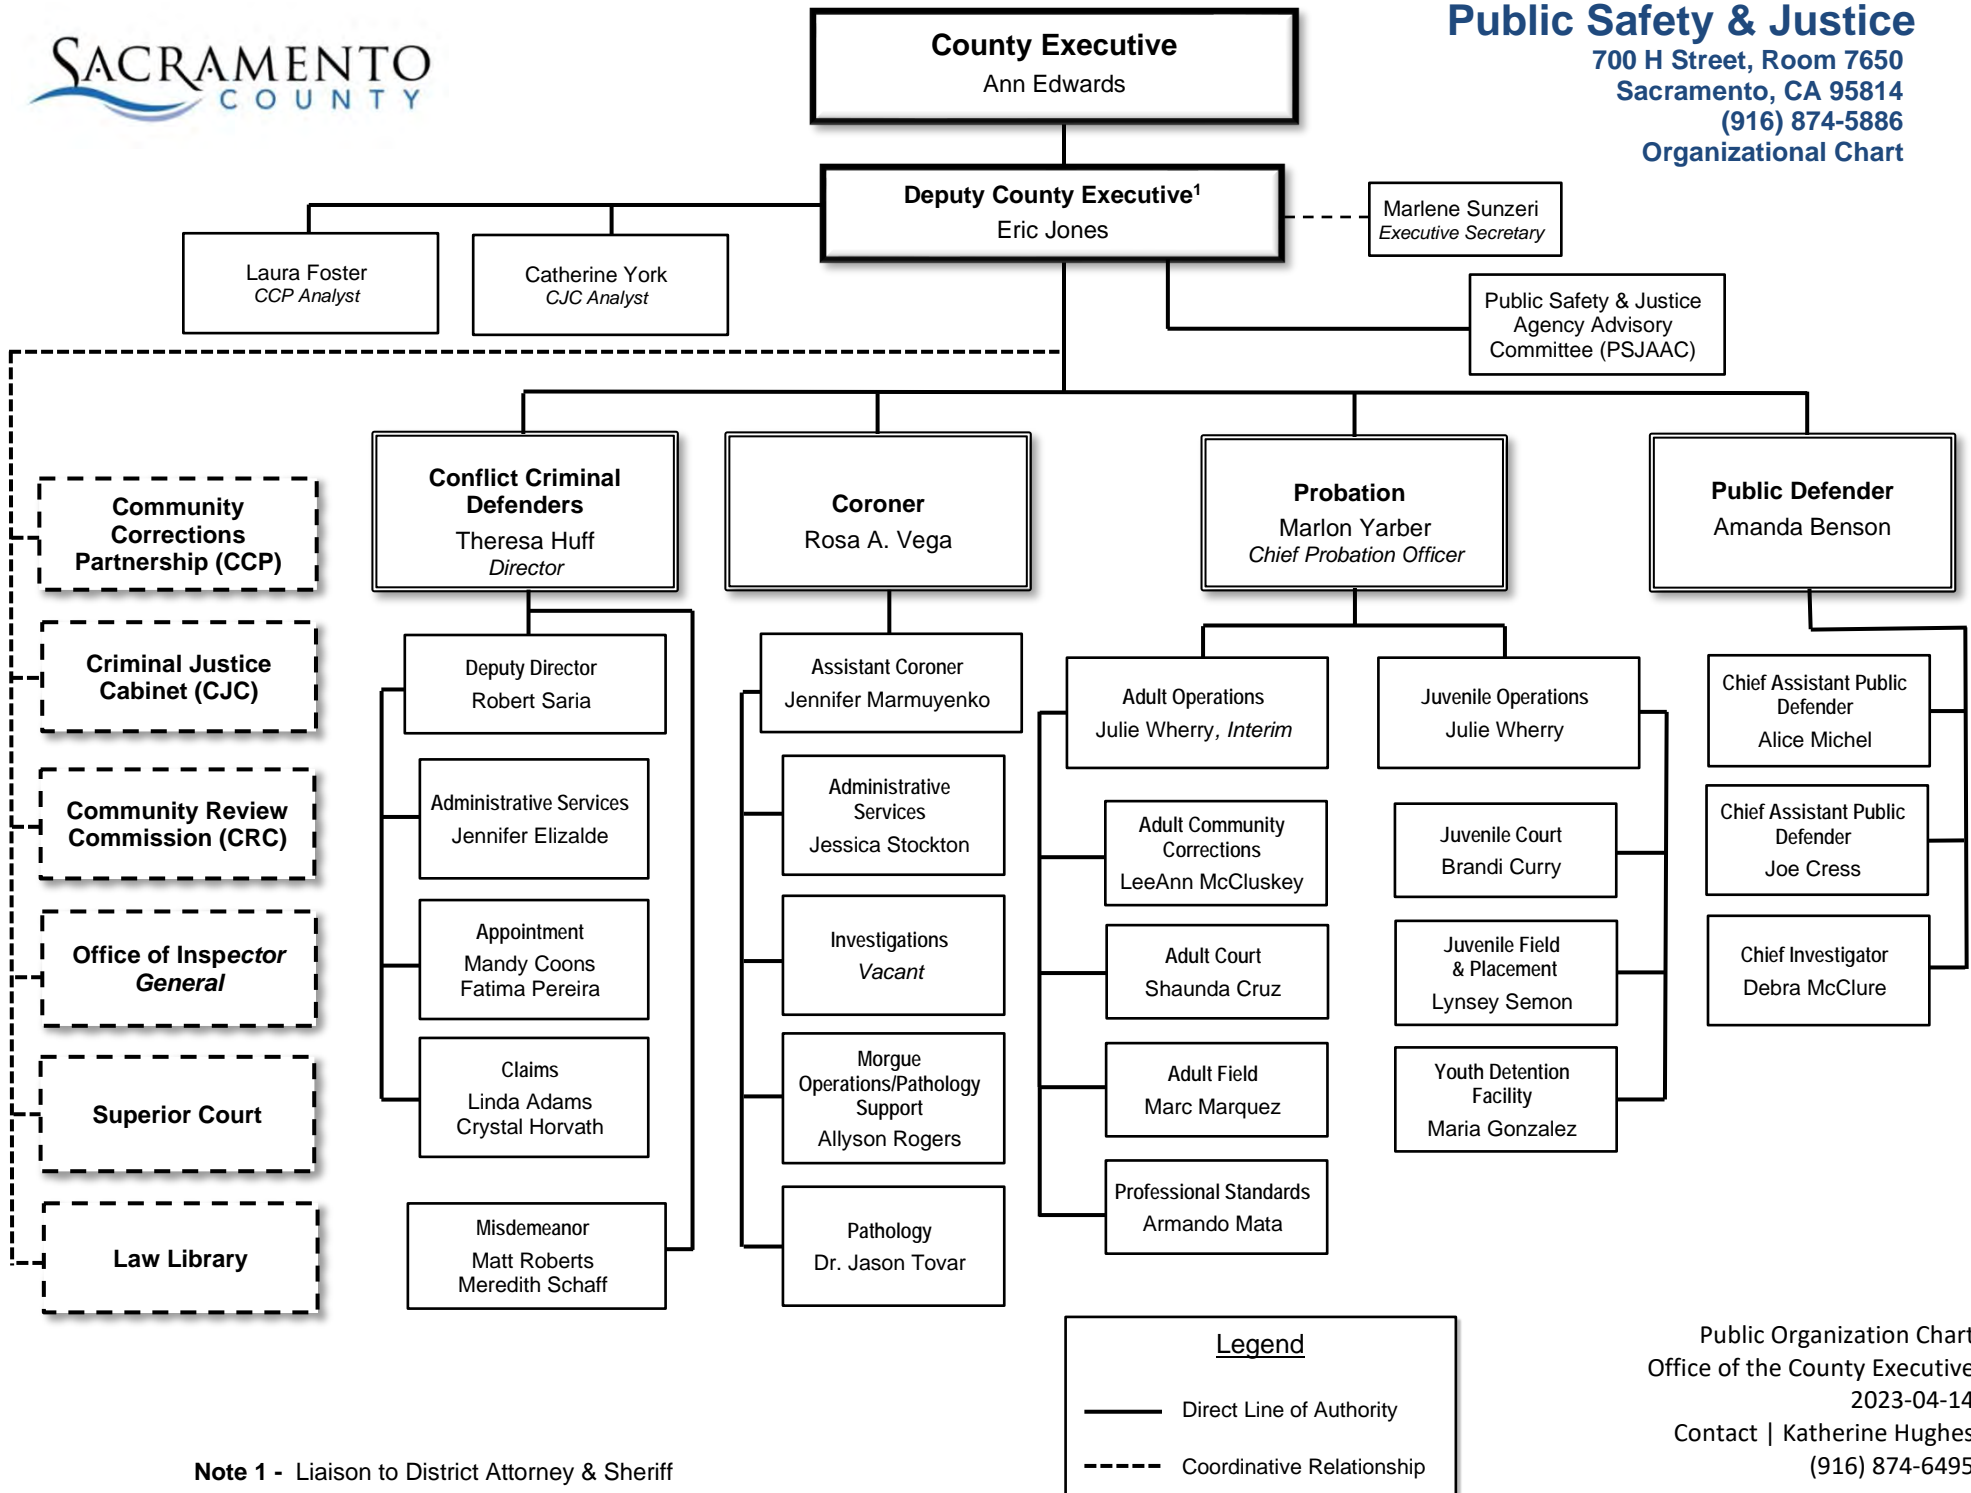 SACRAMENTO
COUNTY
Public Safety & Justice
700 H Street, Room 7650
Sacramento, CA 95814
(916) 874-5886
Organizational Chart
County Executive
Ann Edwards
Deputy County Executive1
Eric Jones
Marlene Sunzeri
Executive Secretary
Laura Foster
CCP Analyst
Catherine York
CJC Analyst
Public Safety & Justice
Agency Advisory
Committee (PSJAAC)
Community
Corrections
Partnership (CCP)
Criminal Justice
Cabinet (CJC)
Community Review
Commission (CRC)
Office of Inspector
General
Superior Court
Law Library
Conflict Criminal
Defenders
Theresa Huff
Director
Deputy Director
Robert Saria
Administrative Services
Jennifer Elizalde
Appointment
Mandy Coons
Fatima Pereira
Claims
Linda Adams
Crystal Horvath
Misdemeanor
Matt Roberts
Meredith Schaff
Coroner
Rosa A. Vega
Assistant Coroner
Jennifer Marmuyenko
Administrative
Services
Jessica Stockton
Investigations
Vacant
Morgue
Operations/Pathology
Support
Allyson Rogers
Pathology
Dr. Jason Tovar
Probation
Marlon Yarber
Chief Probation Officer
Adult Operations
Julie Wherry, Interim
Adult Community
Corrections
LeeAnn McCluskey
Adult Court
Shaunda Cruz
Adult Field
Marc Marquez
Professional Standards
Armando Mata
Juvenile Operations
Julie Wherry
Juvenile Court
Brandi Curry
Juvenile Field
& Placement
Lynsey Semon
Youth Detention
Facility
Maria Gonzalez
Public Defender
Amanda Benson
Chief Assistant Public
Defender
Alice Michel
Chief Assistant Public
Defender
Joe Cress
Chief Investigator
Debra McClure
Legend
Direct Line of Authority
Coordinative Relationship
Note 1 - Liaison to District Attorney & Sheriff
Public Organization Chart
Office of the County Executive
2023-04-14
Contact | Katherine Hughes
(916) 874-6495